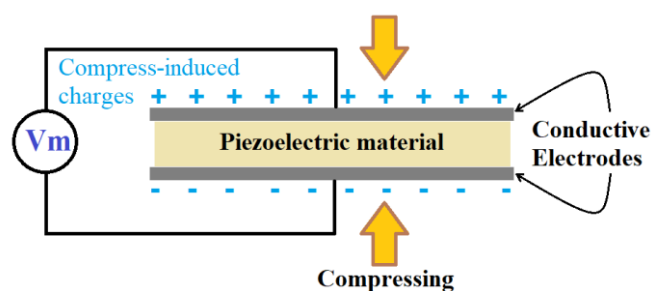 Compress-induced
charges
+ + + + + + + + + +
Vm
Piezoelectric material
Conductive
Electrodes
- - - - - - - - - -
Compressing